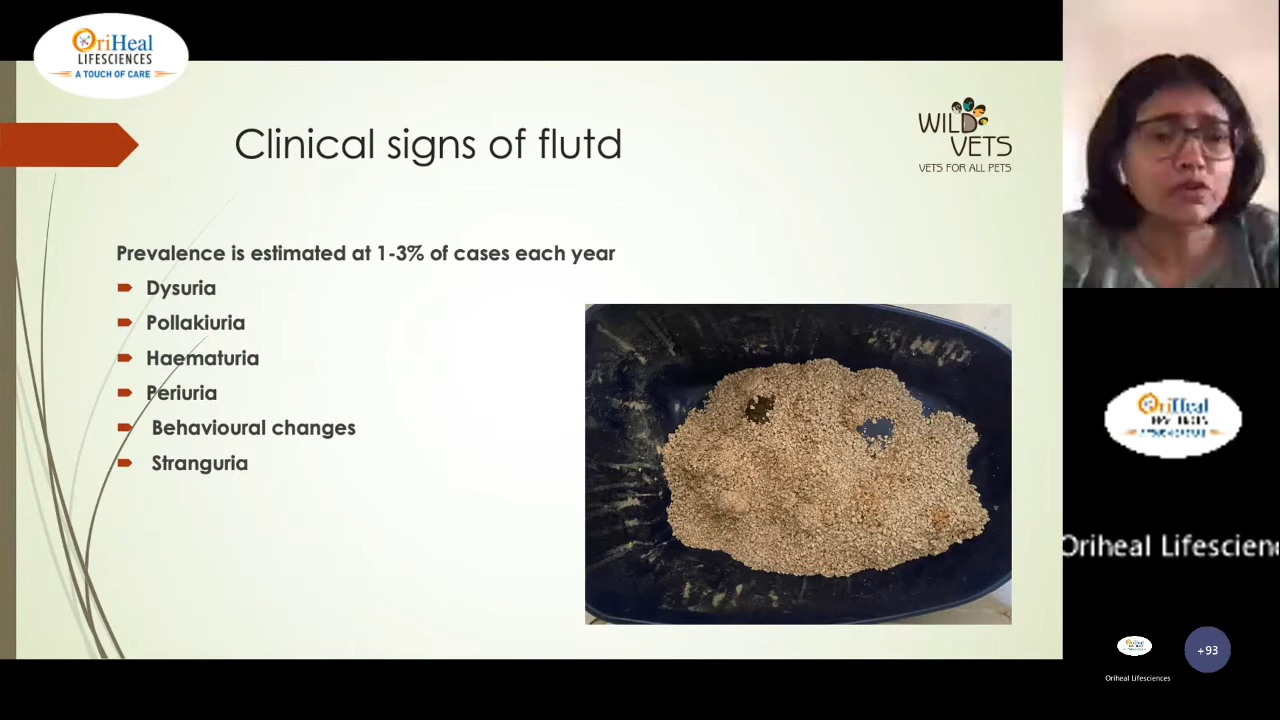 OriHeal
LIFESCIENCES
A TOUCH OF CARE
Clinical signs of flutd
WILD
VETS
VETS FOR ALL PETS
Prevalence is estimated at 1-3% of cases each year
Dysuria
Pollakiuria
Haematuria
Periuria
Behavioural changes
Stranguria
OriHeal
Oriheal Lifescien
+93
Oriheal Lifesciences